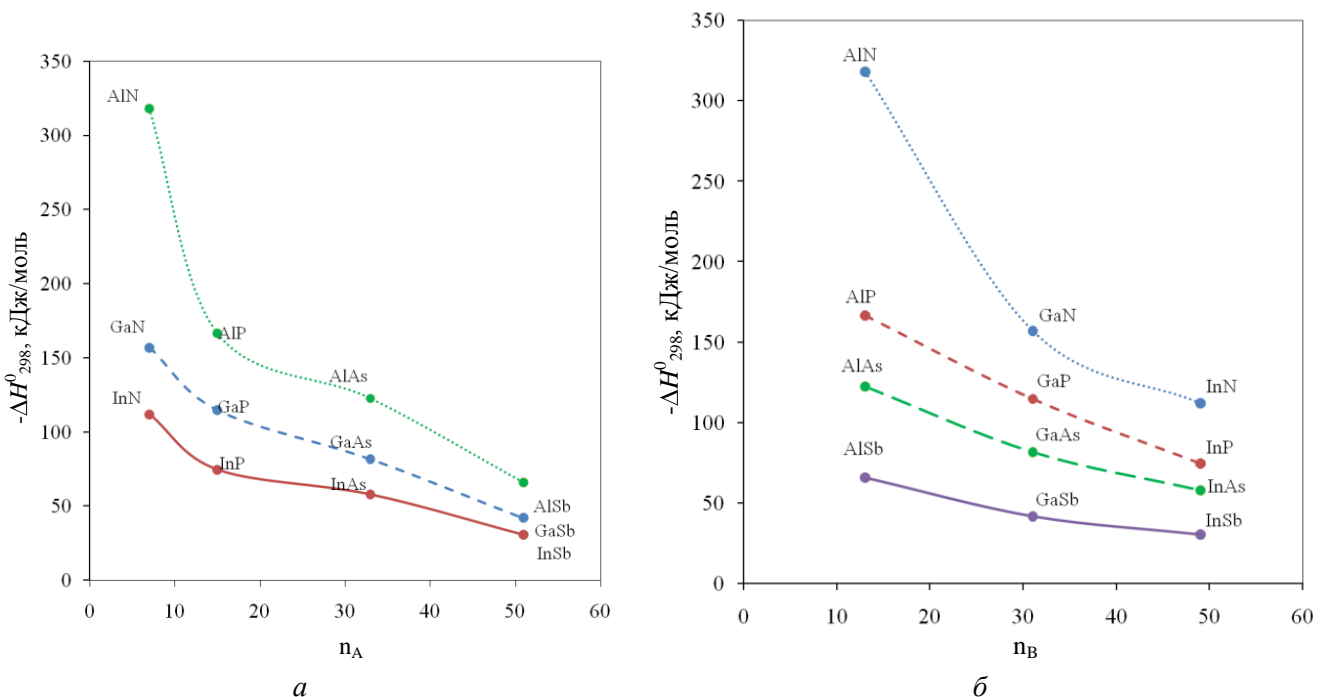 350
300
250
200
150
100
50
0
0 10 20 30 40 50 60
-ΔH⁰₂₉₈, кДж/моль
n_A
AlN
AlP
AlAs
AlSb
GaN
GaP
GaAs
GaSb
InN
InP
InAs
InSb
а
350
300
250
200
150
100
50
0
0 10 20 30 40 50 60
-ΔH⁰₂₉₈, кДж/моль
n_B
AlN
GaN
InN
AlP
GaP
InP
AlAs
GaAs
InAs
AlSb
GaSb
InSb
б